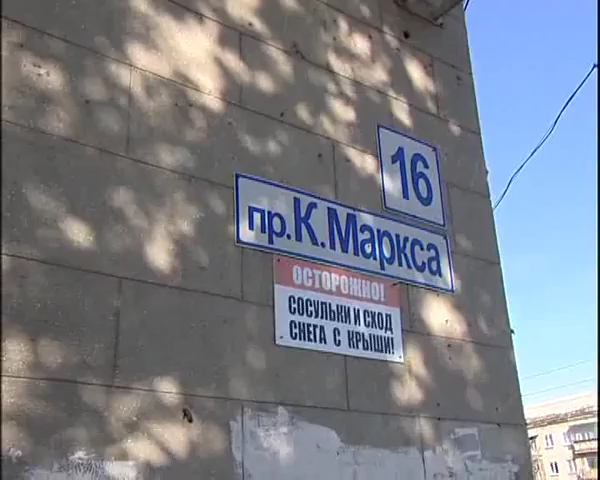 16
пр.К.Маркса
ОСТОРОЖНО!
СОСУЛЬКИ И СХОД
СНЕГА С КРЫШИ!